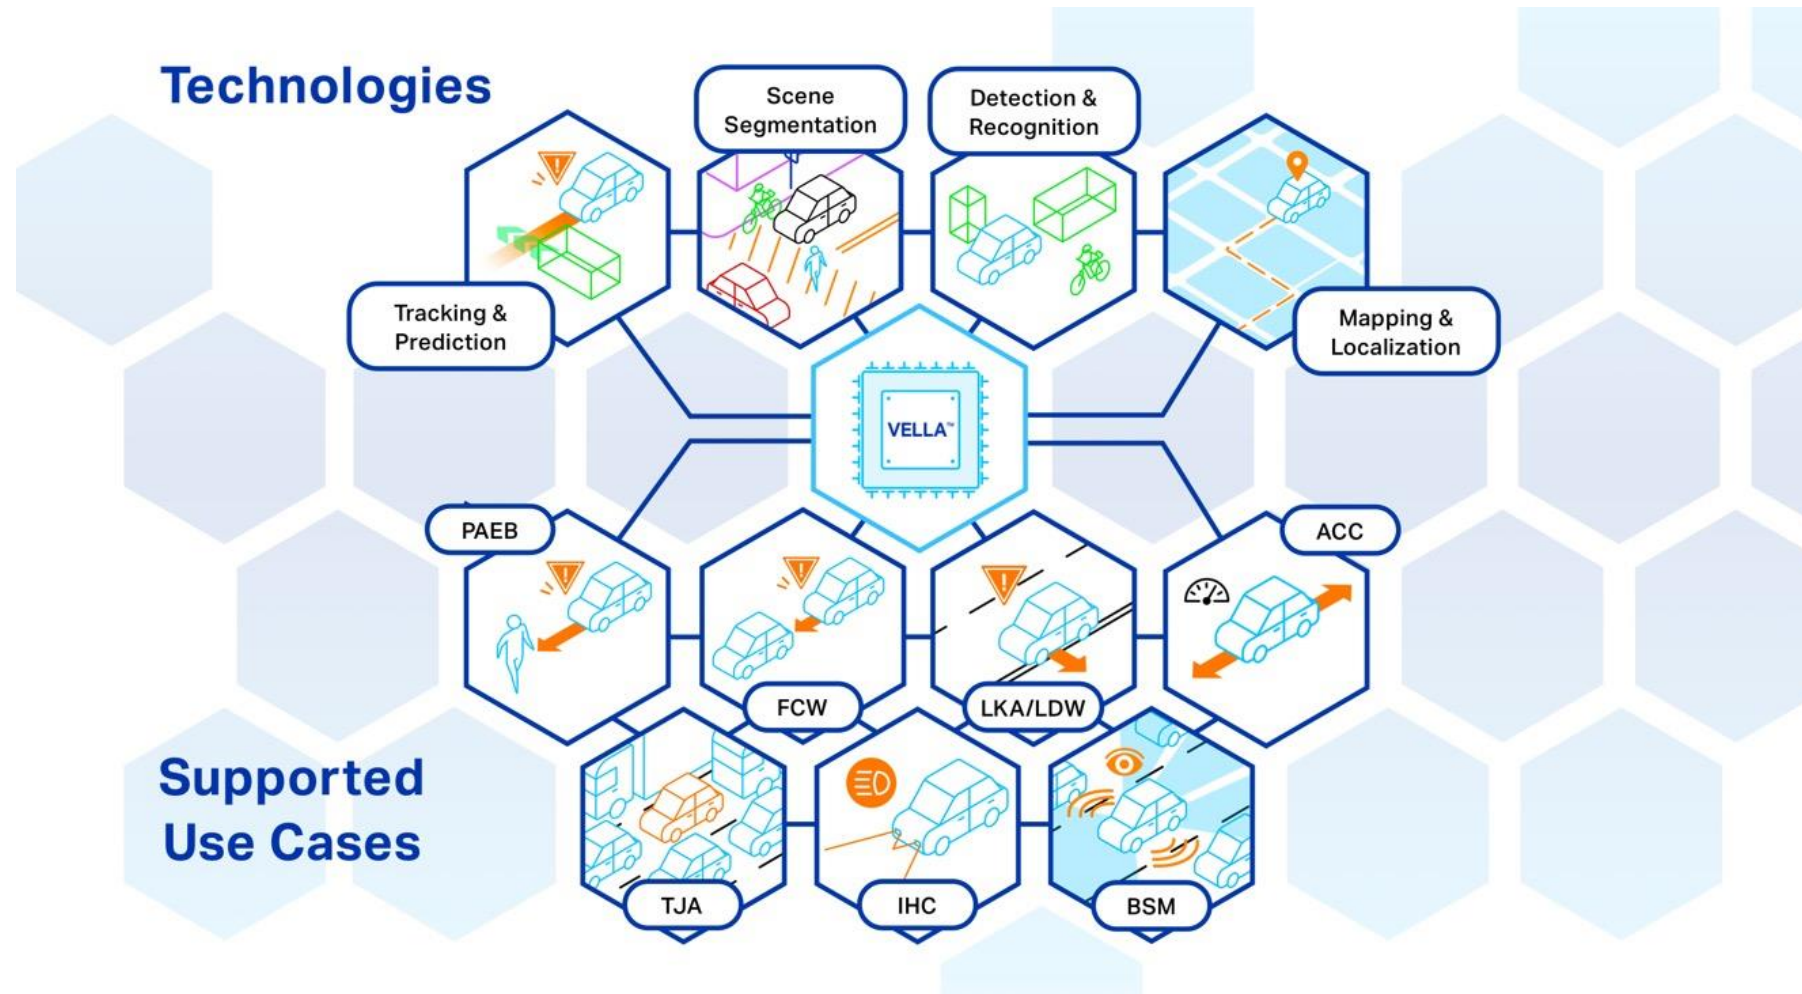 Technologies
Scene
Segmentation
Detection &
Recognition
Tracking &
Prediction
Mapping &
Localization
VELLA™
PAEB
ACC
FCW
LKA/LDW
Supported
Use Cases
TJA
IHC
BSM